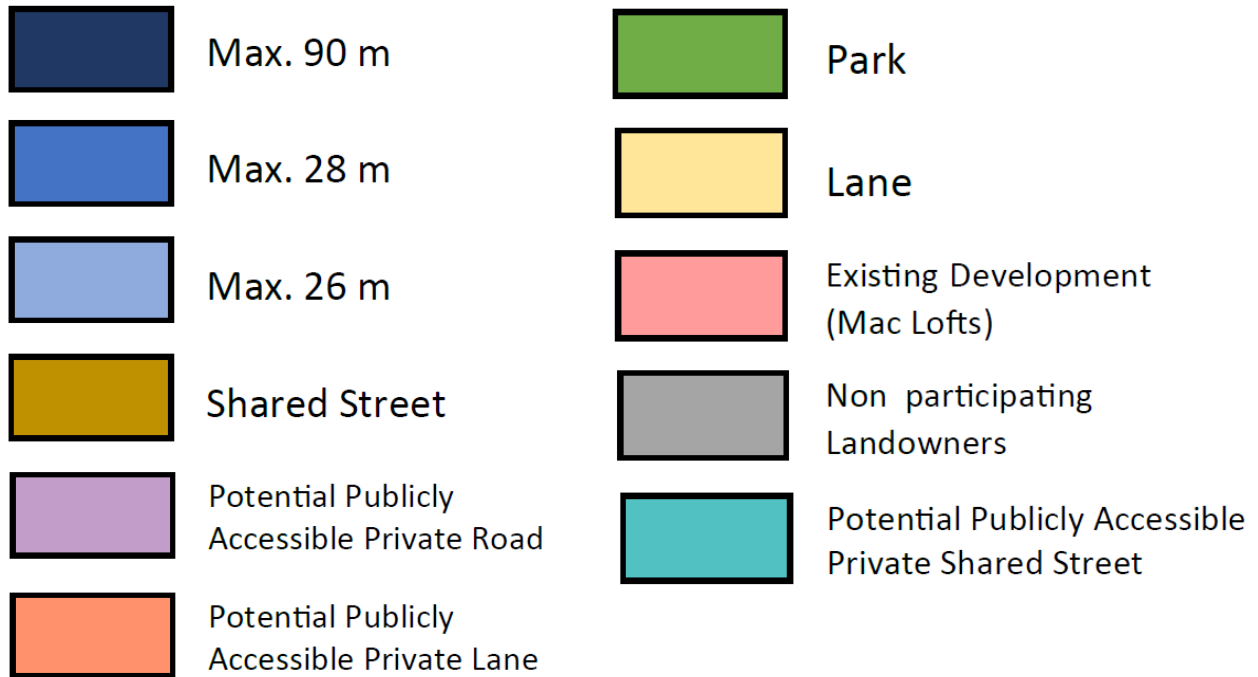 Max. 90 m
Max. 28 m
Max. 26 m
Shared Street
Potential Publicly
Accessible Private Road
Potential Publicly
Accessible Private Lane
Park
Lane
Existing Development
(Mac Lofts)
Non participating
Landowners
Potential Publicly Accessible
Private Shared Street